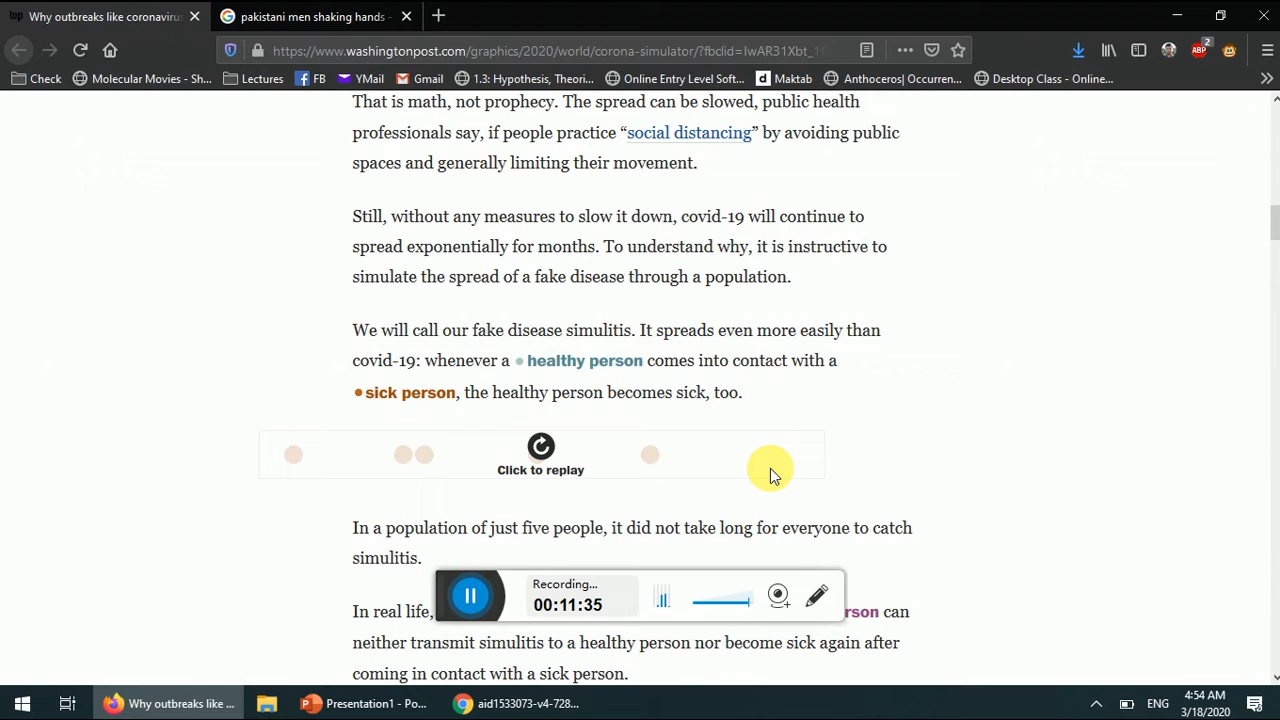 Why outbreaks like coronavirus
pakistani men shaking hands -
https://www.washingtonpost.com/graphics/2020/world/corona-simulator/?fbclid=IwAR31Xbt_1
2
Check
Molecular Movies - Sh...
Lectures
FB
YMail
Gmail
1.3: Hypothesis, Theori...
Online Entry Level Soft...
Maktab
Anthoceros| Occurren...
Desktop Class - Online...
That is math, not prophecy. The spread can be slowed, public health
professionals say, if people practice “social distancing” by avoiding public
spaces and generally limiting their movement.
Still, without any measures to slow it down, covid-19 will continue to
spread exponentially for months. To understand why, it is instructive to
simulate the spread of a fake disease through a population.
We will call our fake disease simulitis. It spreads even more easily than
covid-19: whenever a healthy person comes into contact with a
sick person, the healthy person becomes sick, too.
Click to replay
In a population of just five people, it did not take long for everyone to catch
simulitis.
Recording...
00:11:35
In real life, rson can
neither transmit simulitis to a healthy person nor become sick again after
coming in contact with a sick person.
Why outbreaks like ...
Presentation1 - Po...
aid1533073-v4-728...
ENG
4:54 AM
3/18/2020